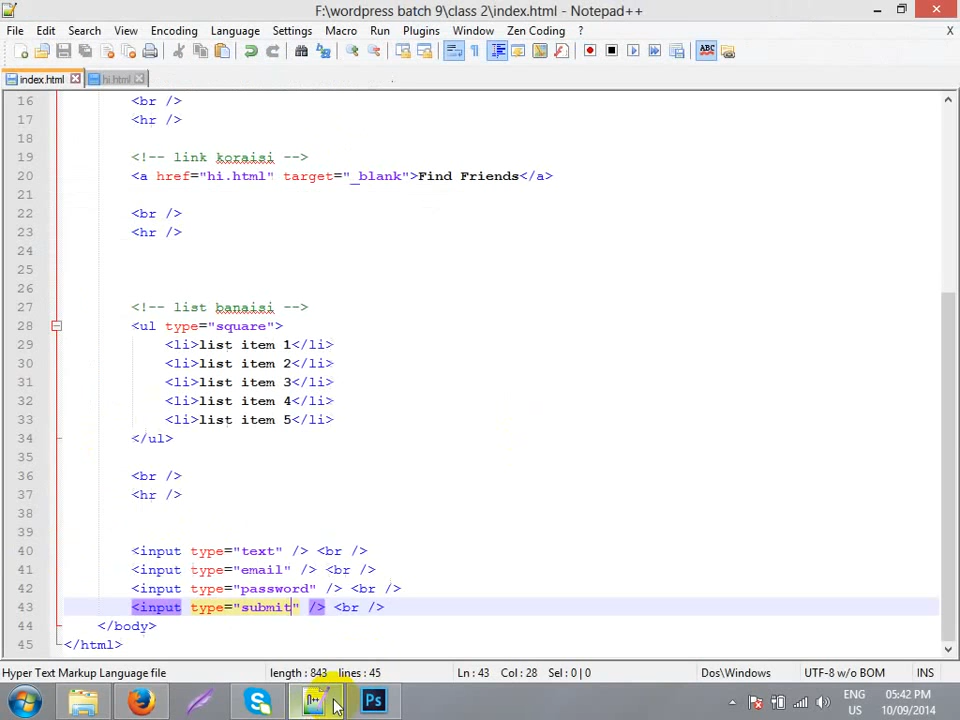 F:\wordpress batch 9\class 2\index.html - Notepad++
File Edit Search View Encoding Language Settings Macro Run Plugins Window Zen Coding ? X
ABC
index.html hi.html
16 <br />
17 <hr />
18
19 <!-- link koraisi -->
20 <a href="hi.html" target="_blank">Find Friends</a>
21
22 <br />
23 <hr />
24
25
26
27 <!-- list banaisi -->
28 <ul type="square">
29 <li>list item 1</li>
30 <li>list item 2</li>
31 <li>list item 3</li>
32 <li>list item 4</li>
33 <li>list item 5</li>
34 </ul>
35
36 <br />
37 <hr />
38
39
40 <input type="text" /> <br />
41 <input type="email" /> <br />
42 <input type="password" /> <br />
43 <input type="submit" /> <br />
44 </body>
45 </html>
Hyper Text Markup Language file length : 843 lines : 45 Ln : 43 Col : 28 Sel : 0 | 0 Dos\Windows UTF-8 w/o BOM INS
Ps ENG 05:42 PM
US 10/09/2014